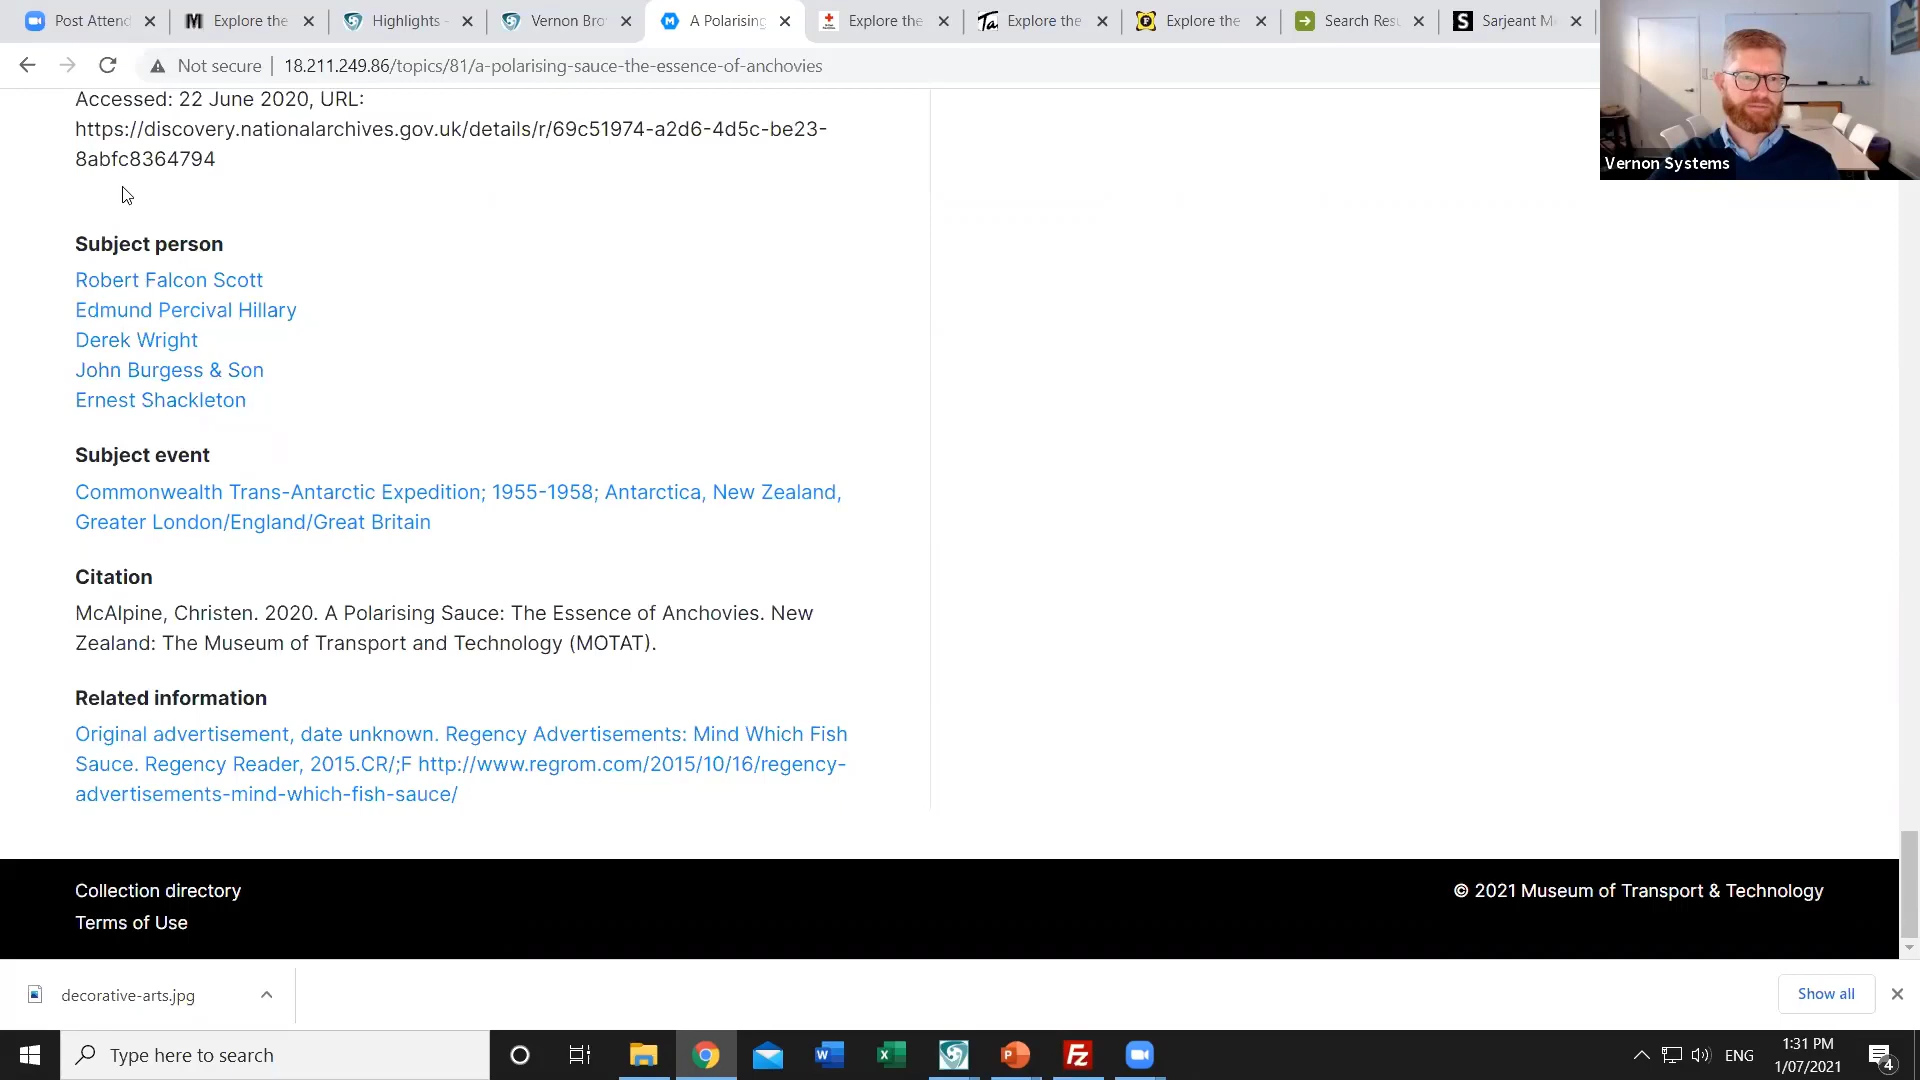 Post Attend
Explore the
Highlights -
Vernon Bro
A Polarising
Explore the
Explore the
Explore the
Search Resu
Sarjeant M
Not secure
18.211.249.86/topics/81/a-polarising-sauce-the-essence-of-anchovies
Vernon Systems
Accessed: 22 June 2020, URL:
https://discovery.nationalarchives.gov.uk/details/r/69c51974-a2d6-4d5c-be23-
8abfc8364794
Subject person
Robert Falcon Scott
Edmund Percival Hillary
Derek Wright
John Burgess & Son
Ernest Shackleton
Subject event
Commonwealth Trans-Antarctic Expedition; 1955-1958; Antarctica, New Zealand,
Greater London/England/Great Britain
Citation
McAlpine, Christen. 2020. A Polarising Sauce: The Essence of Anchovies. New
Zealand: The Museum of Transport and Technology (MOTAT).
Related information
Original advertisement, date unknown. Regency Advertisements: Mind Which Fish
Sauce. Regency Reader, 2015.CR/;F http://www.regrom.com/2015/10/16/regency-
advertisements-mind-which-fish-sauce/
Collection directory
© 2021 Museum of Transport & Technology
Terms of Use
decorative-arts.jpg
Show all
Type here to search
ENG
1:31 PM
1/07/2021
4